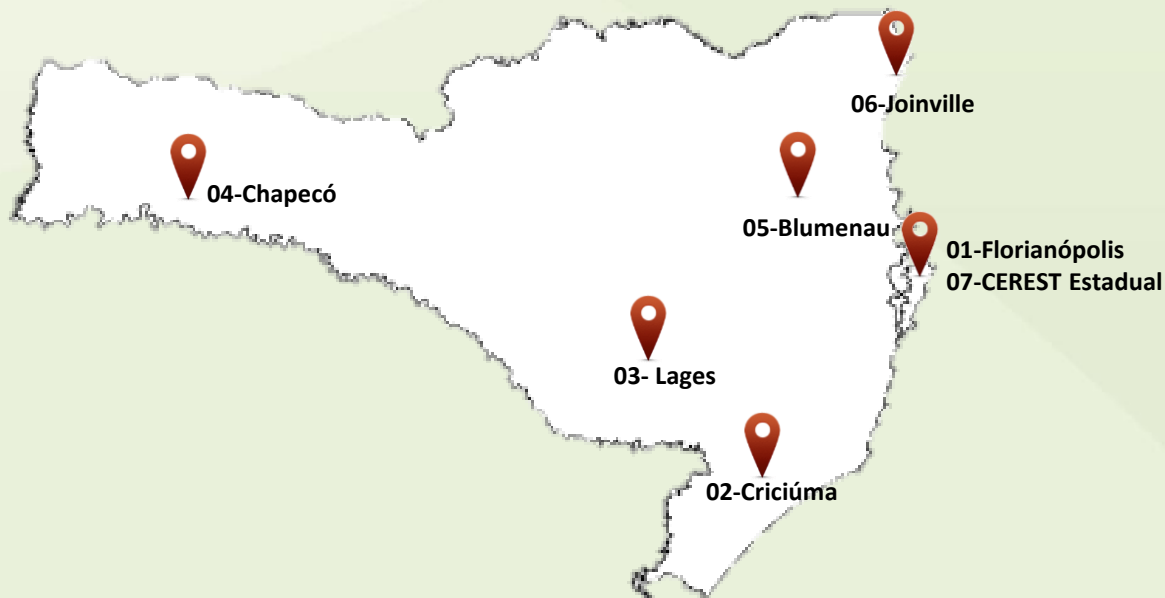 06-Joinville
04-Chapecó
05-Blumenau
01-Florianópolis
07-CEREST Estadual
03- Lages
02-Criciúma